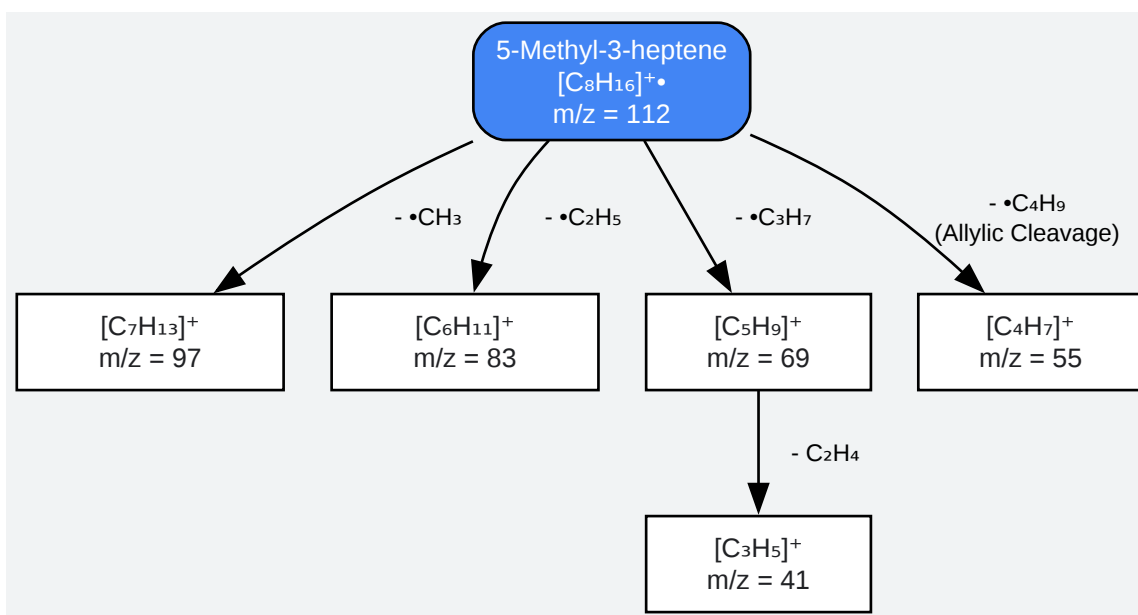 5-Methyl-3-heptene
[C₈H₁₆]⁺•
m/z = 112
- •CH₃
- •C₂H₅
- •C₃H₇
- •C₄H₉
(Allylic Cleavage)
[C₇H₁₃]⁺
m/z = 97
[C₆H₁₁]⁺
m/z = 83
[C₅H₉]⁺
m/z = 69
[C₄H₇]⁺
m/z = 55
- C₂H₄
[C₃H₅]⁺
m/z = 41